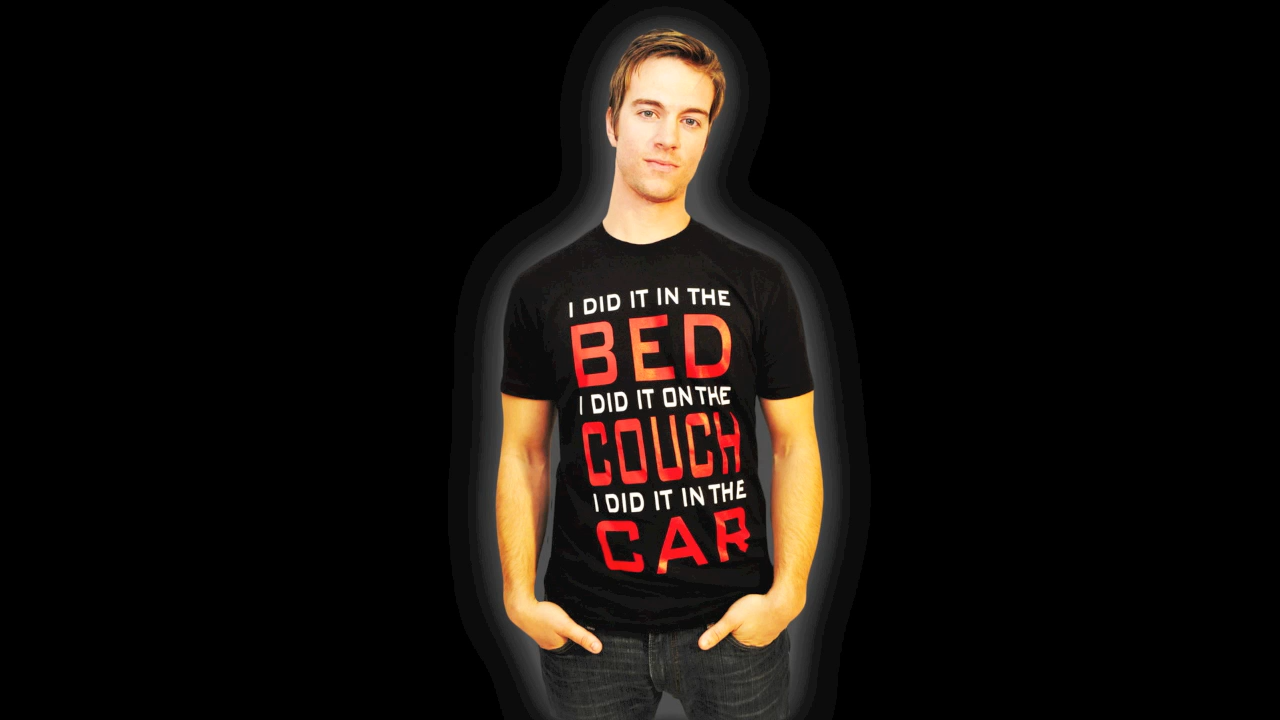 I DID IT IN THE
BED
I DID IT ON THE
COUCH
I DID IT IN THE
CAR